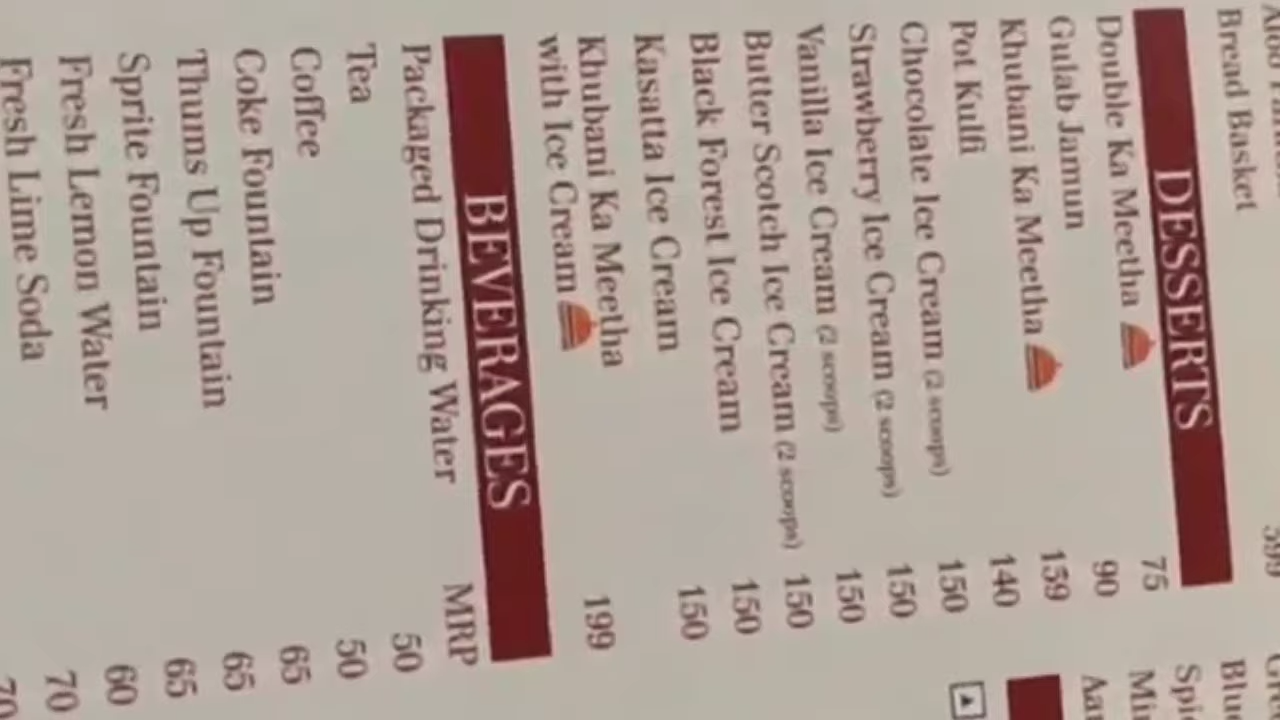 Bread Basket
DESSERTS
Double Ka Meetha 75
Gulab Jamun 90
Khubani Ka Meetha 159
Pot Kulfi 140
Chocolate Ice Cream (2 scoops) 150
Strawberry Ice Cream (2 scoops) 150
Vanilla Ice Cream (2 scoops) 150
Butter Scotch Ice Cream (2 scoops) 150
Black Forest Ice Cream 150
Kasatta Ice Cream 150
Khubani Ka Meetha
with Ice Cream 199
BEVERAGES
Packaged Drinking Water MRP
Tea 50
Coffee 50
Coke Fountain 65
Thums Up Fountain 65
Sprite Fountain 65
Fresh Lemon Water 60
Fresh Lime Soda 70
70